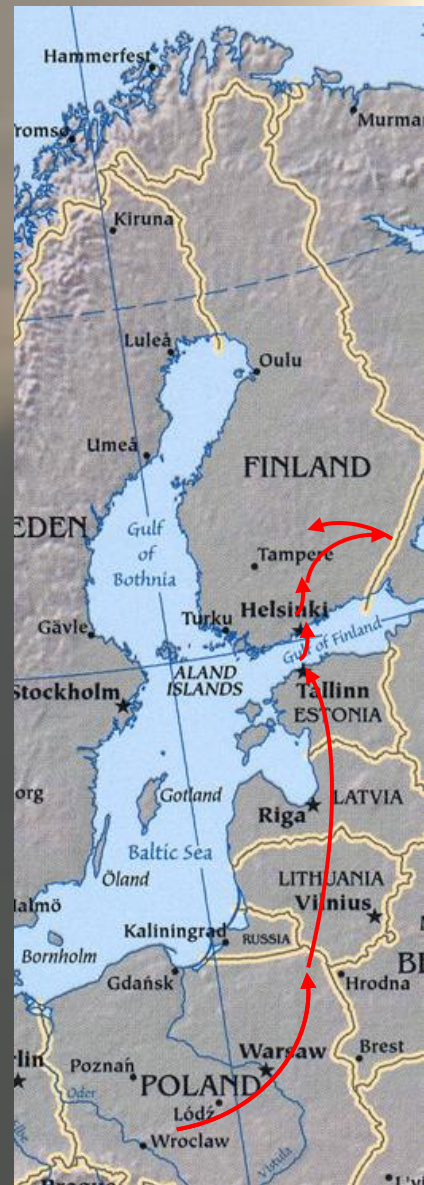 Hammerfest
Tromsø
Murma
Kiruna
Luleå
Oulu
Umeå
FINLAND
EDEN
Gulf
of
Bothnia
Tampere
Helsinki
Turku
Gävle
Gulf of Finland
ALAND
ISLANDS
Tallinn
Stockholm
ESTONIA
org
Gotland
LATVIA
Riga
Baltic Sea
Öland
LITHUANIA
Vilnius
almö
Kaliningrad
RUSSIA
Bornholm
BE
Gdańsk
Hrodna
Warsaw
Brest
lin
Poznań
POLAND
Oder
Łódź
Wroclaw
Vistula